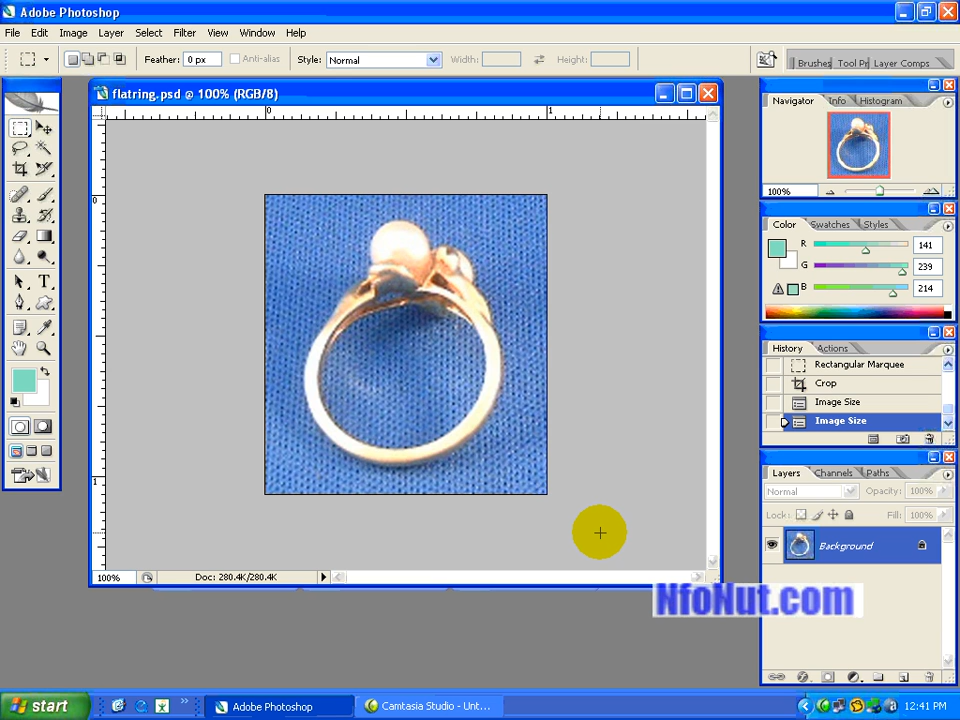 Adobe Photoshop
File Edit Image Layer Select Filter View Window Help
Feather: 0 px Anti-alias Style: Normal Width: Height: Brushes Tool Pr Layer Comps
flatring.psd @ 100% (RGB/8)
0 1
0
1
100% Doc: 280.4K/280.4K
Navigator Info Histogram
100%
Color Swatches Styles
R 141
G 239
B 214
History Actions
Rectangular Marquee
Crop
Image Size
Image Size
Layers Channels Paths
Normal Opacity: 100%
Lock: Fill: 100%
Background
NfoNut.com
start Adobe Photoshop Camtasia Studio - Unt... 12:41 PM